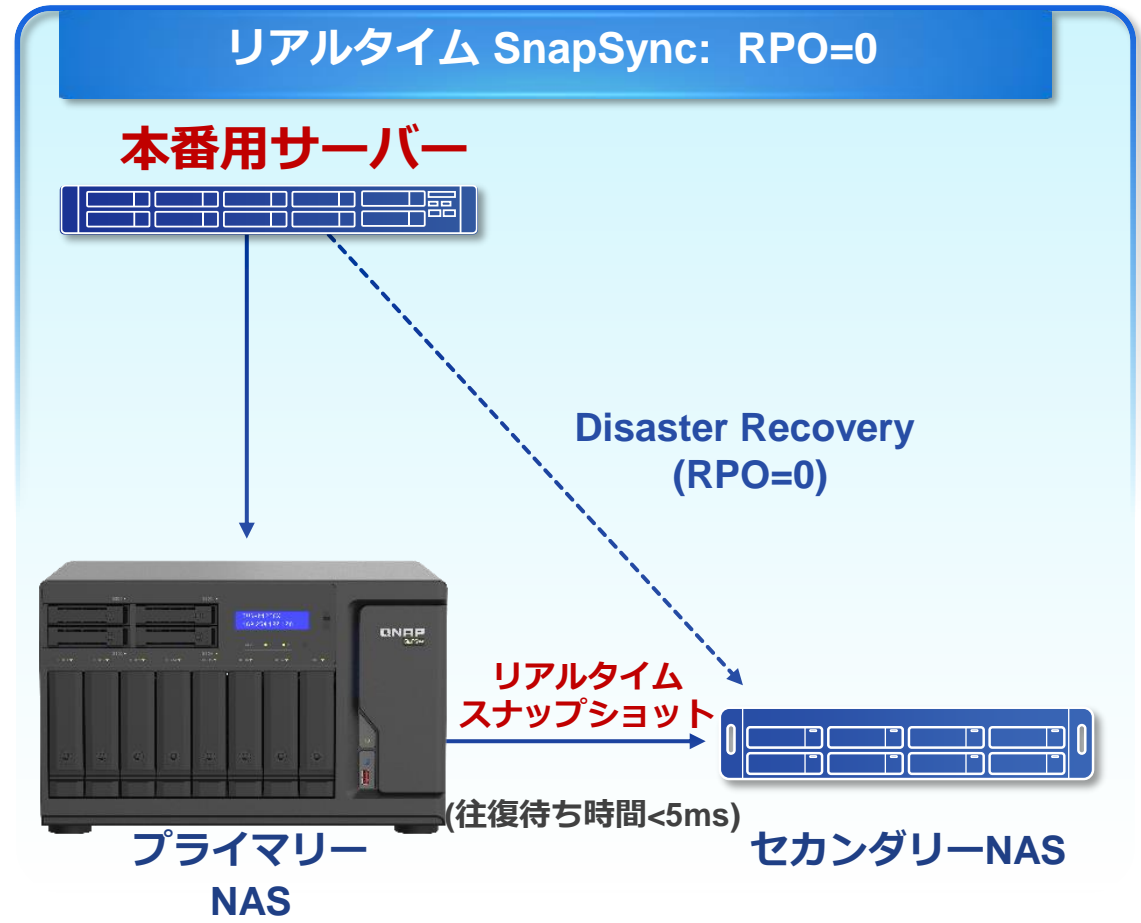 リアルタイム SnapSync: RPO=0
本番用サーバー
Disaster Recovery
(RPO=0)
QNAP
リアルタイム
スナップショット
(往復待ち時間<5ms)
プライマリー
NAS
セカンダリーNAS